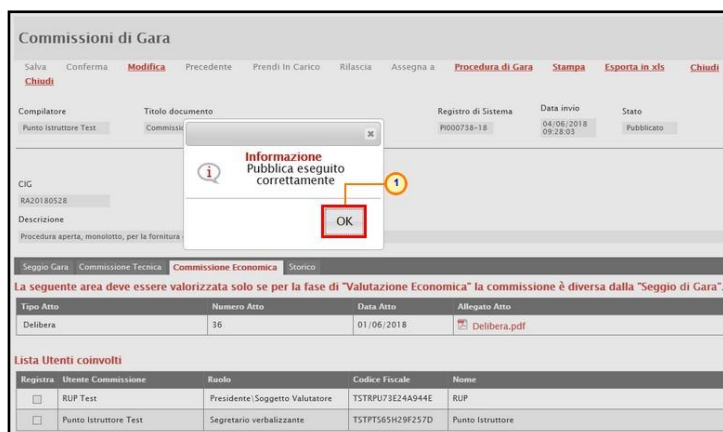 Commissioni di Gara
Salva Conferma Modifica Precedente Prendi In Carico Rilascia Assegna a Procedura di Gara Stampa Esporta in xls Chiudi
Chiudi
Compilatore Titolo documento Registro di Sistema Data invio Stato
Punto Istruttore Test Commissio PI000738-18 04/06/2018 09:28:03 Pubblicato
Informazione
Pubblica eseguito
correttamente
1
OK
CIG
RA20180528
Descrizione
Procedura aperta, monolotto, per la fornitura
Seggio Gara Commissione Tecnica Commissione Economica Storico
La seguente area deve essere valorizzata solo se per la fase di "Valutazione Economica" la commissione è diversa dalla "Seggio di Gara".
Tipo Atto Numero Atto Data Atto Allegato Atto
Delibera 36 01/06/2018 Delibera.pdf
Lista Utenti coinvolti
Registra Utente Commissione Ruolo Codice Fiscale Nome
RUP Test Presidente\Soggetto Valutatore TSTRPU73E24A944E RUP
Punto Istruttore Test Segretario verbalizzante TSTPTS65H29F257D Punto Istruttore